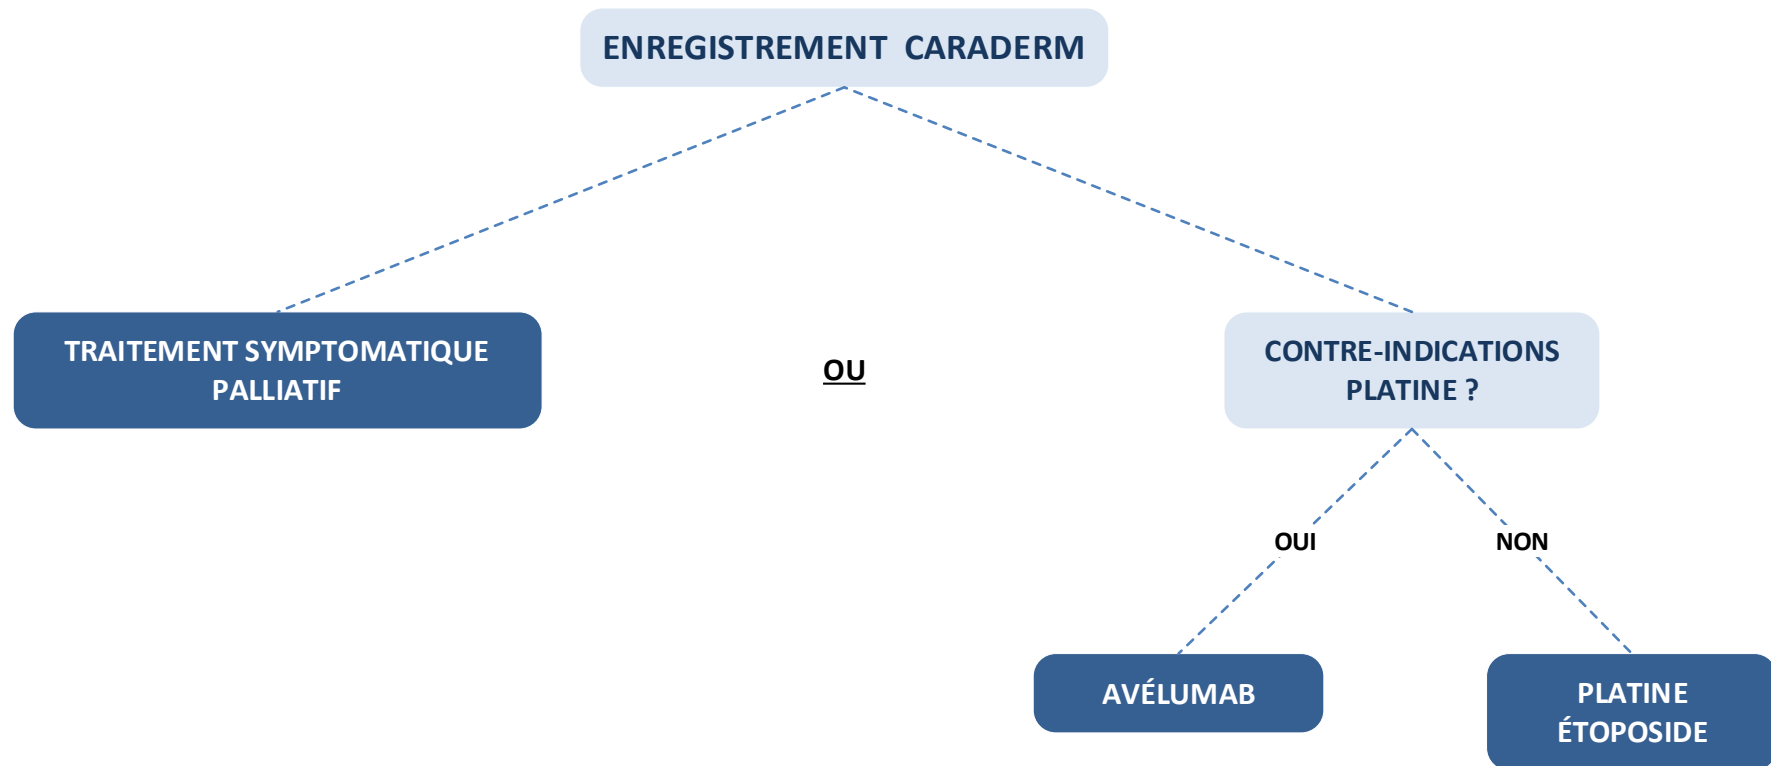 ENREGISTREMENT CARADERM
TRAITEMENT SYMPTOMATIQUE
PALLIATIF
OU
CONTRE-INDICATIONS
PLATINE ?
OUI
NON
AVÉLUMAB
PLATINE
ÉTOPOSIDE